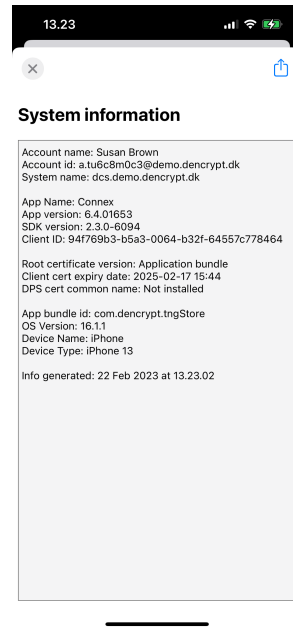 13.23
System information
Account name: Susan Brown
Account id: a.tu6c8m0c3@demo.dencrypt.dk
System name: dcs.demo.dencrypt.dk
App Name: Connex
App version: 6.4.01653
SDK version: 2.3.0-6094
Client ID: 94f769b3-b5a3-0064-b32f-64557c778464
Root certificate version: Application bundle
Client cert expiry date: 2025-02-17 15:44
DPS cert common name: Not installed
App bundle id: com.dencrypt.tngStore
OS Version: 16.1.1
Device Name: iPhone
Device Type: iPhone 13
Info generated: 22 Feb 2023 at 13.23.02